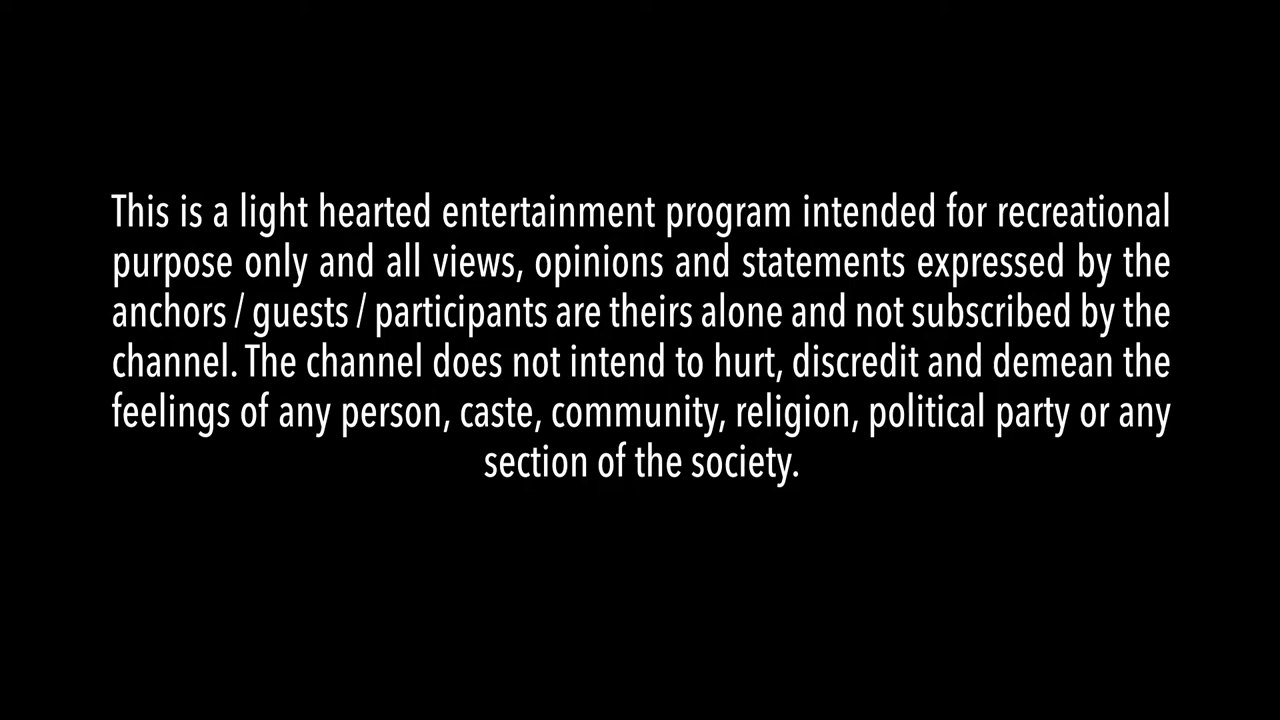 This is a light hearted entertainment program intended for recreational
purpose only and all views, opinions and statements expressed by the
anchors / guests / participants are theirs alone and not subscribed by the
channel. The channel does not intend to hurt, discredit and demean the
feelings of any person, caste, community, religion, political party or any
section of the society.